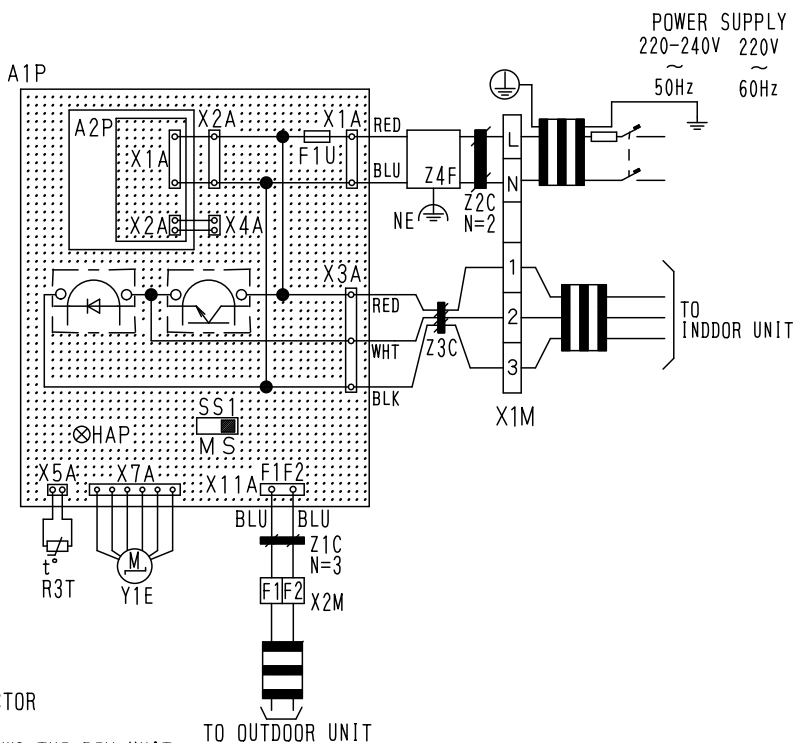 POWER SUPPLY
220-240V 220V
~ ~
50Hz 60Hz
A1P
A2P
X2A
X1A
RED
X1A
F1U
L
BLU
Z4F
N
Z2C
N=2
NE
X2A
X4A
X3A
1
RED
TO
INDDOR UNIT
2
WHT
Z3C
3
BLK
X1M
SS1
M S
HAP
X5A
X7A
X11A
F1F2
BLU BLU
Z1C
N=3
M
t°
R3T
Y1E
F1 F2
X2M
CTOR
TO OUTDOOR UNIT